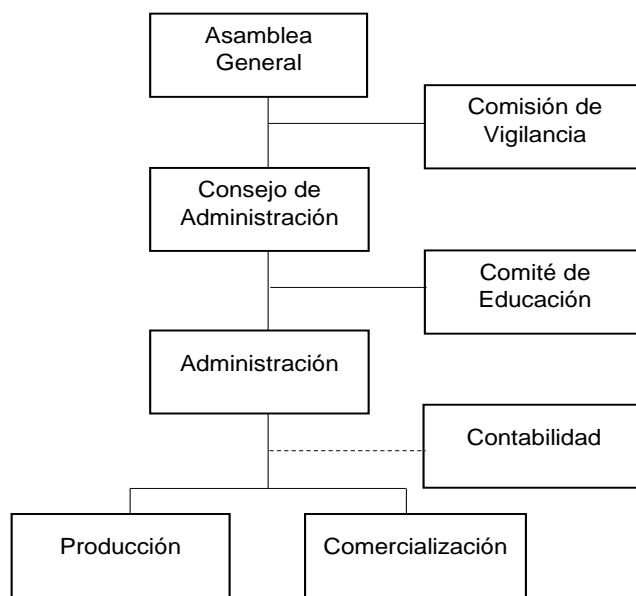 Asamblea
General
Comisión de
Vigilancia
Consejo de
Administración
Comité de
Educación
Administración
Contabilidad
Producción
Comercialización